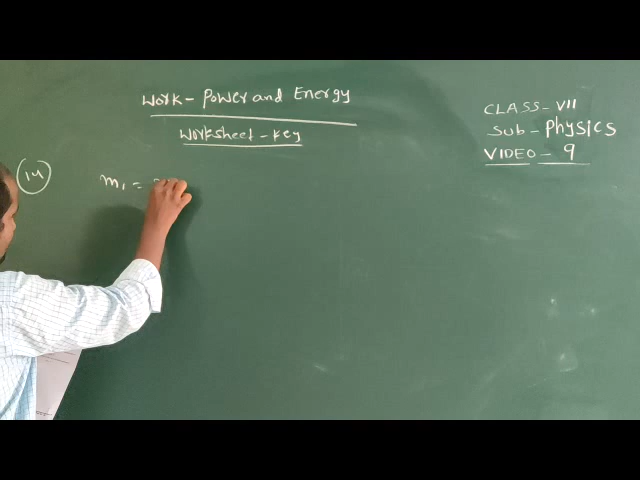 Work - Power and Energy
Worksheet - Key
CLASS - VII
Sub - Physics
VIDEO - 9
14
m₁ =